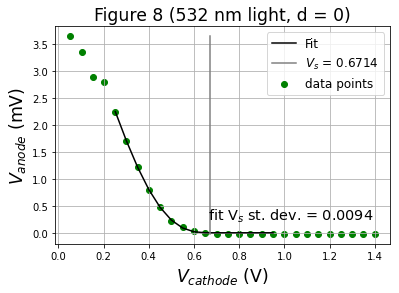 Figure 8 (532 nm light, d = 0)
Fit
V_s = 0.6714
data points
V_anode (mV)
3.5
3.0
2.5
2.0
1.5
1.0
0.5
0.0
fit V_s st. dev. = 0.0094
0.0 0.2 0.4 0.6 0.8 1.0 1.2 1.4
V_cathode (V)